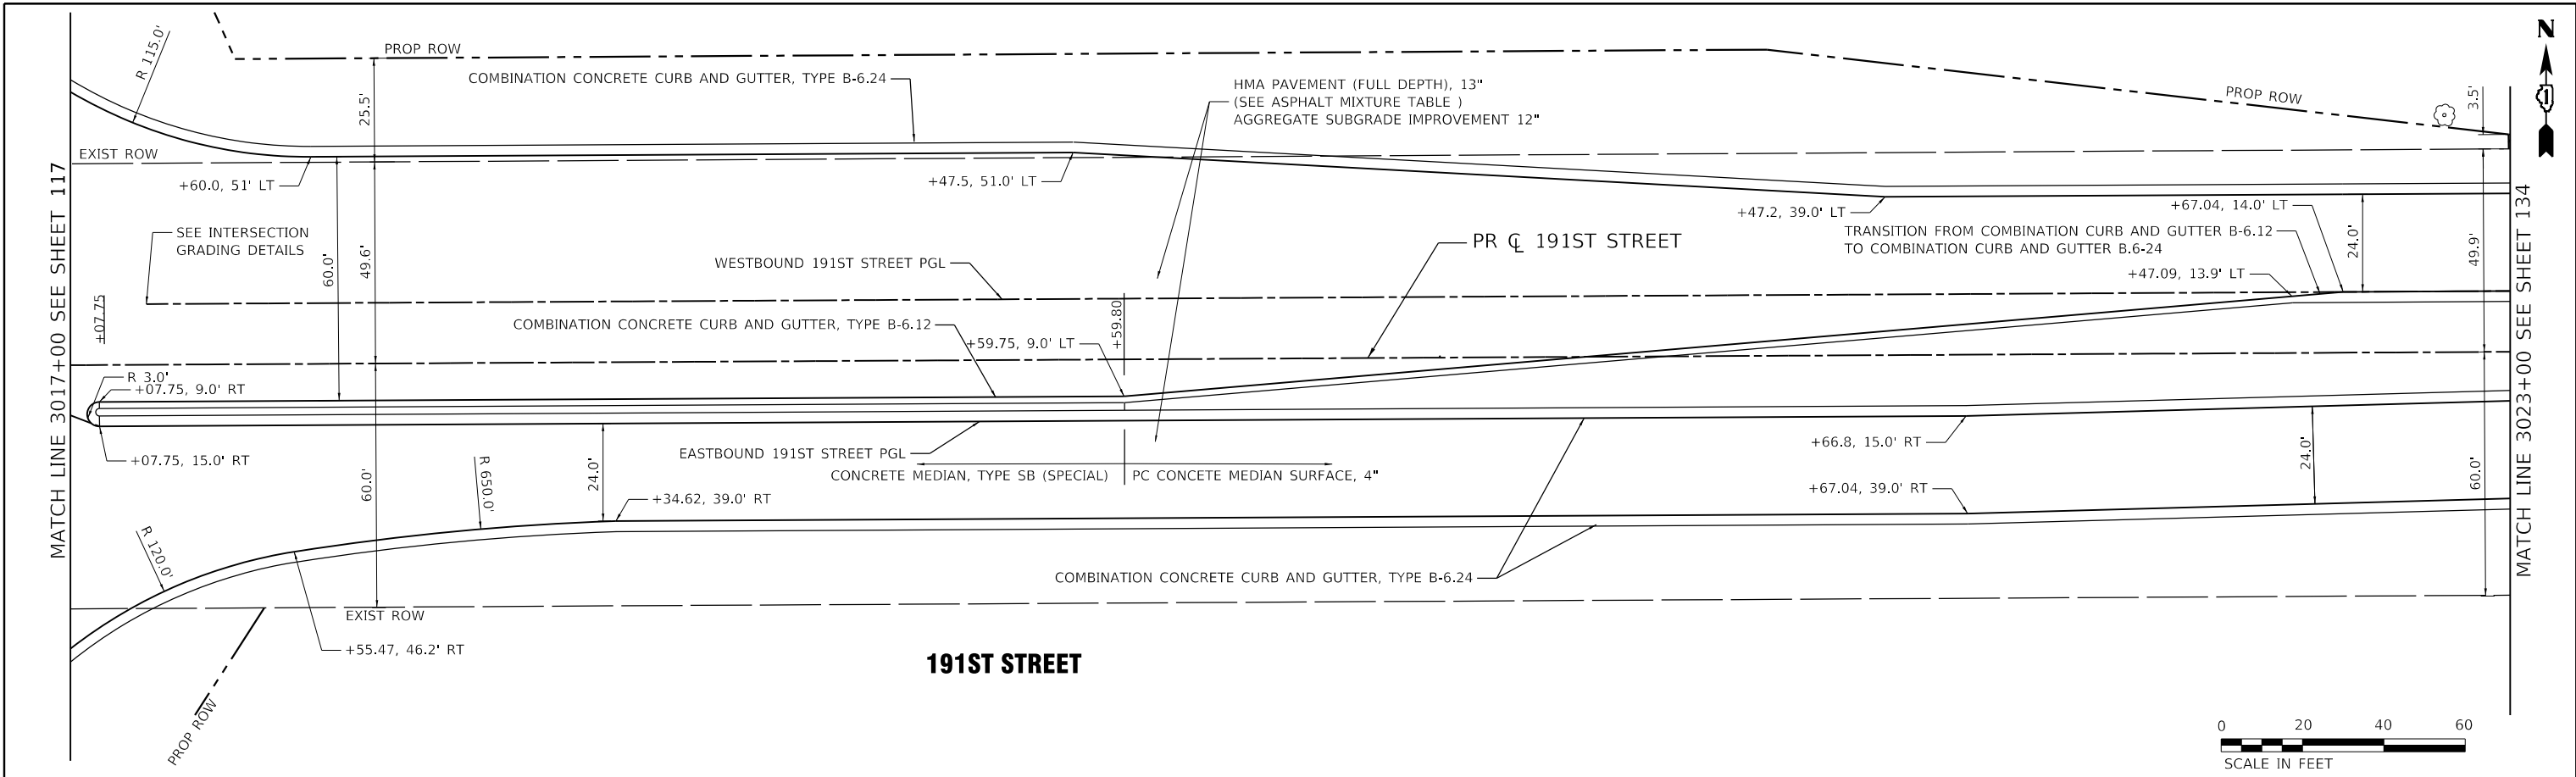 PROP ROW
R 115.0'
COMBINATION CONCRETE CURB AND GUTTER, TYPE B-6.24
HMA PAVEMENT (FULL DEPTH), 13"
(SEE ASPHALT MIXTURE TABLE )
AGGREGATE SUBGRADE IMPROVEMENT 12"
PROP ROW
3.5'
N
25.5'
EXIST ROW
+60.0, 51' LT
+47.5, 51.0' LT
+47.2, 39.0' LT
+67.04, 14.0' LT
MATCH LINE 3017+00 SEE SHEET 117
SEE INTERSECTION
GRADING DETAILS
60.0'
49.6'
PR ℄ 191ST STREET
TRANSITION FROM COMBINATION CURB AND GUTTER B-6.12
TO COMBINATION CURB AND GUTTER B.6-24
24.0'
49.9'
MATCH LINE 3023+00 SEE SHEET 134
WESTBOUND 191ST STREET PGL
+47.09, 13.9' LT
+07.75
COMBINATION CONCRETE CURB AND GUTTER, TYPE B-6.12
+59.80
+59.75, 9.0' LT
R 3.0'
+07.75, 9.0' RT
+07.75, 15.0' RT
EASTBOUND 191ST STREET PGL
+66.8, 15.0' RT
R 650.0'
24.0'
60.0'
CONCRETE MEDIAN, TYPE SB (SPECIAL)
PC CONCETE MEDIAN SURFACE, 4"
24.0'
60.0'
+34.62, 39.0' RT
+67.04, 39.0' RT
R 120.0'
COMBINATION CONCRETE CURB AND GUTTER, TYPE B-6.24
EXIST ROW
+55.47, 46.2' RT
191ST STREET
PROP ROW
0 20 40 60
SCALE IN FEET